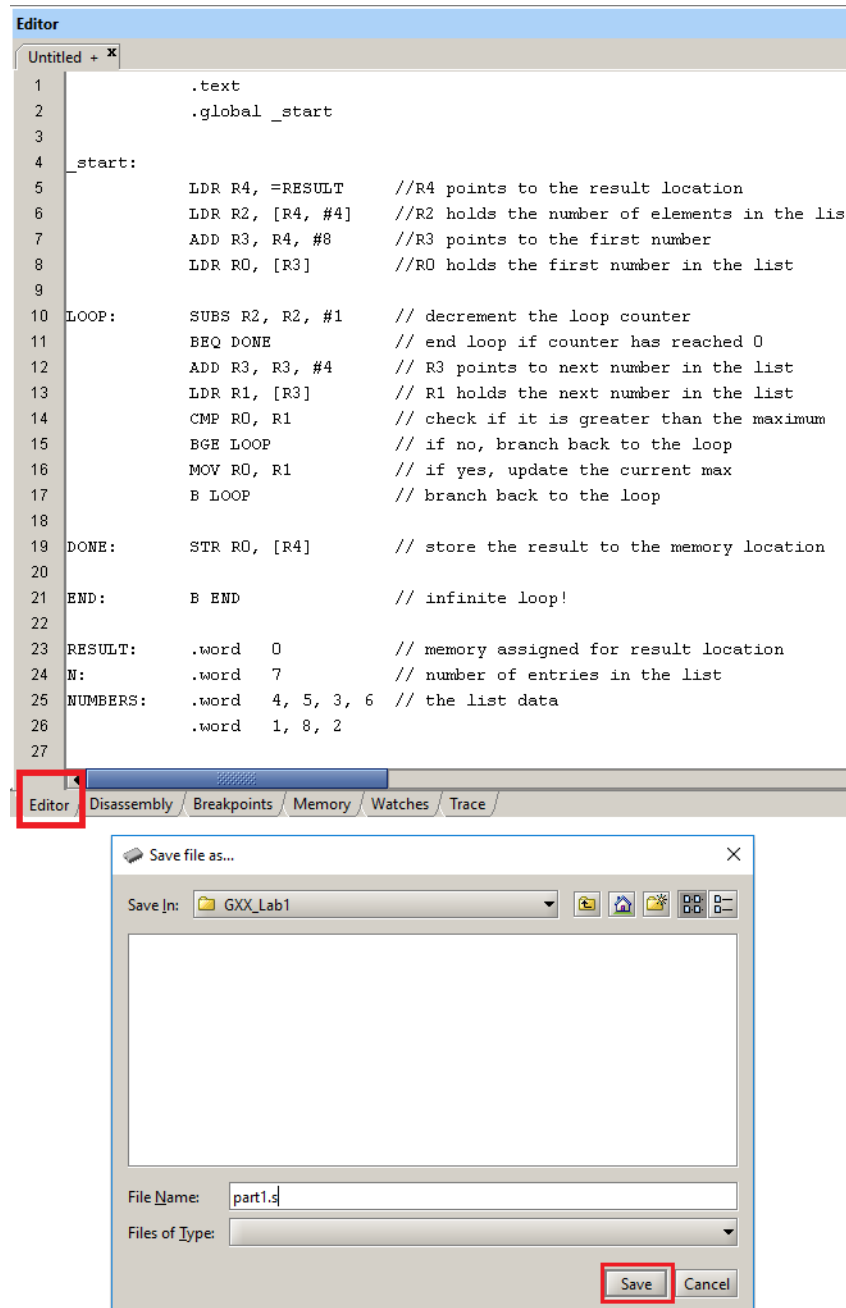 Editor
Untitled + x
1 .text
2 .global _start
3
4 _start:
5 LDR R4, =RESULT //R4 points to the result location
6 LDR R2, [R4, #4] //R2 holds the number of elements in the lis
7 ADD R3, R4, #8 //R3 points to the first number
8 LDR R0, [R3] //R0 holds the first number in the list
9
10 LOOP: SUBS R2, R2, #1 // decrement the loop counter
11 BEQ DONE // end loop if counter has reached 0
12 ADD R3, R3, #4 // R3 points to next number in the list
13 LDR R1, [R3] // R1 holds the next number in the list
14 CMP R0, R1 // check if it is greater than the maximum
15 BGE LOOP // if no, branch back to the loop
16 MOV R0, R1 // if yes, update the current max
17 B LOOP // branch back to the loop
18
19 DONE: STR R0, [R4] // store the result to the memory location
20
21 END: B END // infinite loop!
22
23 RESULT: .word 0 // memory assigned for result location
24 N: .word 7 // number of entries in the list
25 NUMBERS: .word 4, 5, 3, 6 // the list data
26 .word 1, 8, 2
27
Editor Disassembly Breakpoints Memory Watches Trace
Save file as...
Save In: GXX_Lab1
File Name: part1.s
Files of Type:
Save Cancel